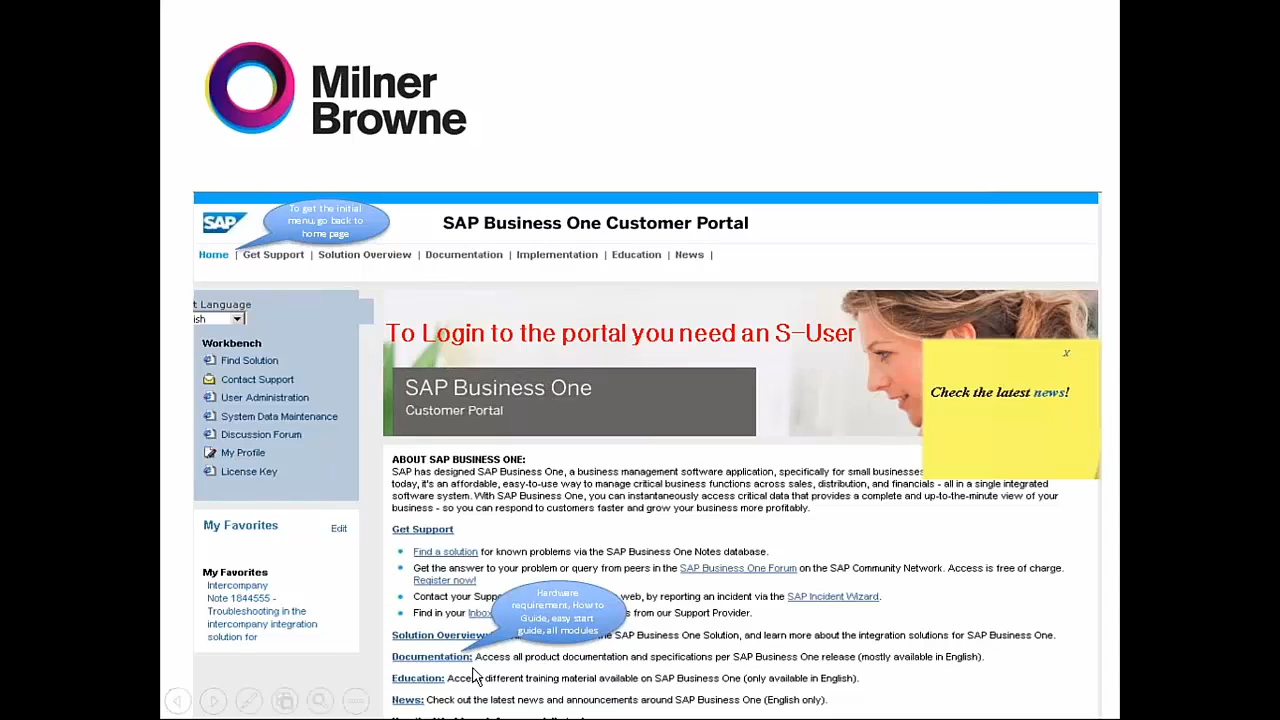 Milner
Browne
SAP
To get the initial
menu, go back to
home page
SAP Business One Customer Portal
Home | Get Support | Solution Overview | Documentation | Implementation | Education | News |
t Language
ish
Workbench
Find Solution
Contact Support
User Administration
System Data Maintenance
Discussion Forum
My Profile
License Key
My Favorites Edit
My Favorites
Intercompany
Note 1844555 -
Troubleshooting in the
intercompany integration
solution for
To Login to the portal you need an S-User
SAP Business One
Customer Portal
x
Check the latest news!
ABOUT SAP BUSINESS ONE:
SAP has designed SAP Business One, a business management software application, specifically for small businesses
today, it's an affordable, easy-to-use way to manage critical business functions across sales, distribution, and financials - all in a single integrated
software system. With SAP Business One, you can instantaneously access critical data that provides a complete and up-to-the-minute view of your
business - so you can respond to customers faster and grow your business more profitably.
Get Support
Find a solution for known problems via the SAP Business One Notes database.
Get the answer to your problem or query from peers in the SAP Business One Forum on the SAP Community Network. Access is free of charge.
Register now!
Contact your Supp web, by reporting an incident via the SAP Incident Wizard.
Find in your Inbox s from our Support Provider.
Hardware
requirement, How to
Guide, easy start
guide, all modules
Solution Overview he SAP Business One Solution, and learn more about the integration solutions for SAP Business One.
Documentation: Access all product documentation and specifications per SAP Business One release (mostly available in English).
Education: Acce different training material available on SAP Business One (only available in English).
News: Check out the latest news and announcements around SAP Business One (English only).